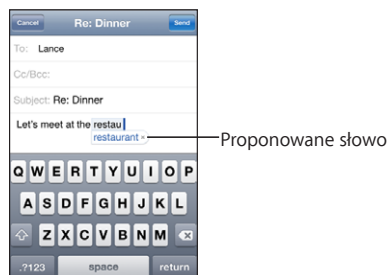 Cancel Re: Dinner Send
To: Lance
Cc/Bcc:
Subject: Re: Dinner
Let's meet at the restau
restaurant ×
Proponowane słowo
Q W E R T Y U I O P
A S D F G H J K L
Z X C V B N M
.?123 space return